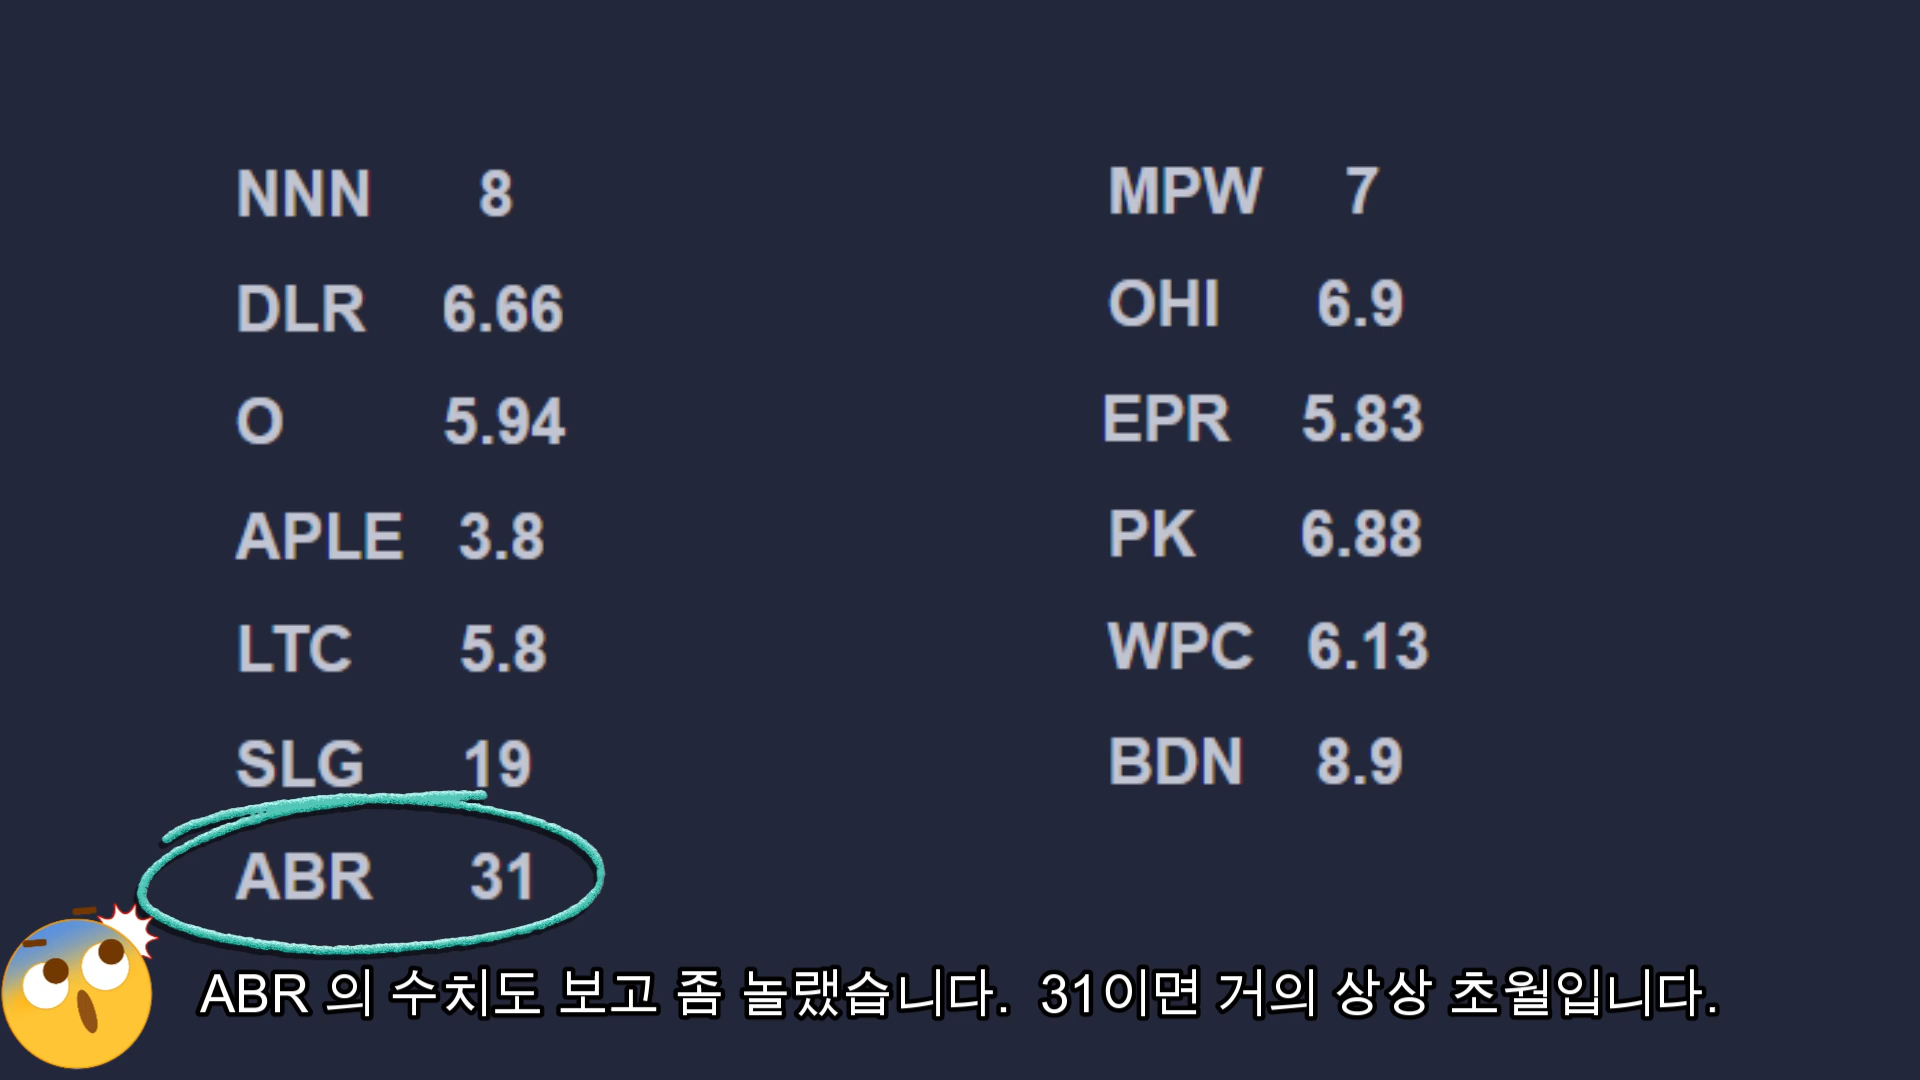 NNN 8
DLR 6.66
O 5.94
APLE 3.8
LTC 5.8
SLG 19
ABR 31
MPW 7
OHI 6.9
EPR 5.83
PK 6.88
WPC 6.13
BDN 8.9
ABR 의 수치도 보고 좀 놀랬습니다. 31이면 거의 상상 초월입니다.